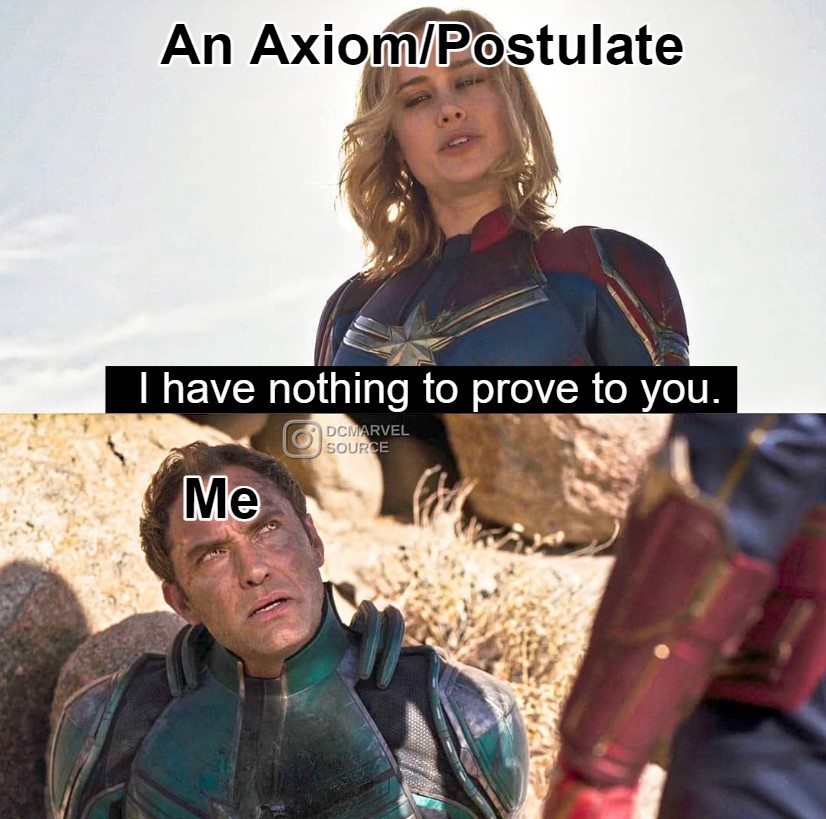 An Axiom/Postulate
I have nothing to prove to you.
DCMARVEL
SOURCE
Me